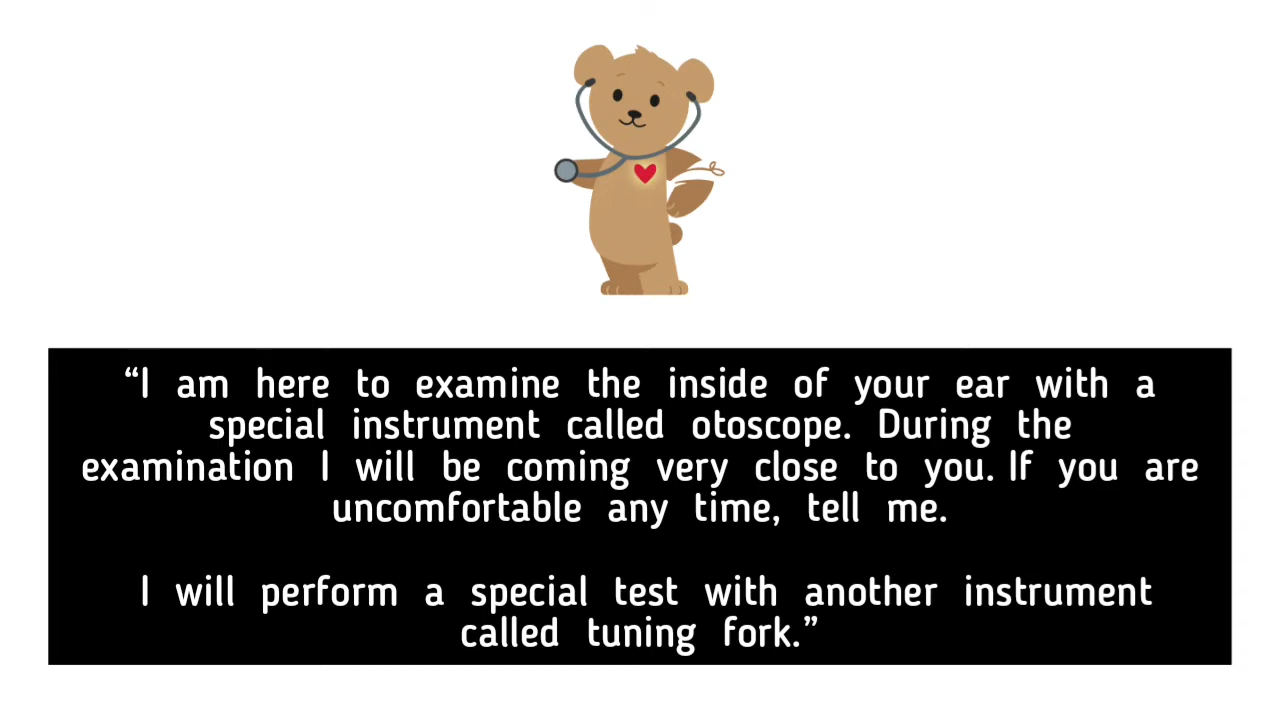 “I am here to examine the inside of your ear with a
special instrument called otoscope. During the
examination I will be coming very close to you. If you are
uncomfortable any time, tell me.
I will perform a special test with another instrument
called tuning fork.”